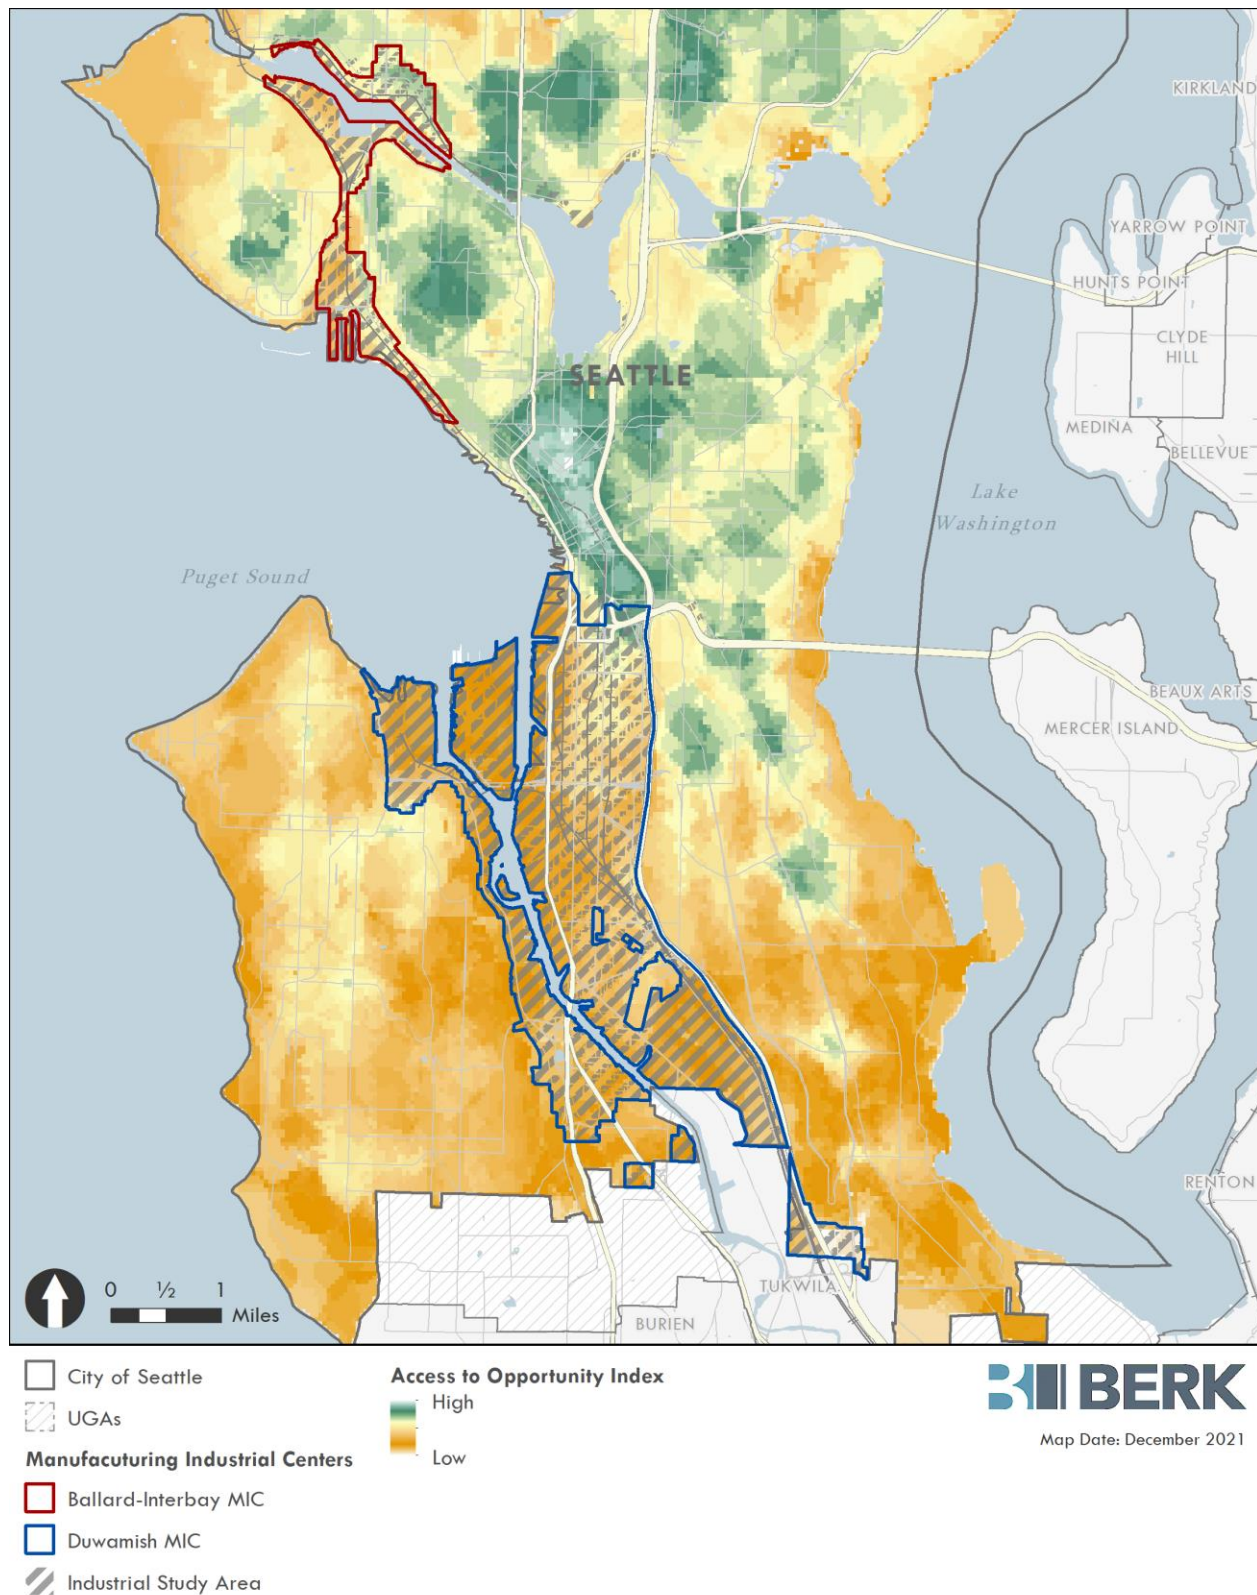 KIRKLAND
YARROW POINT
HUNTS POINT
CLYDE
HILL
SEATTLE
MEDINA
BELLEVUE
Lake
Washington
Puget Sound
BEAUX ARTS
MERCER ISLAND
RENTON
TUKWILA
BURIEN
0 ½ 1
Miles
City of Seattle
UGAs
Manufacuturing Industrial Centers
Ballard-Interbay MIC
Duwamish MIC
Industrial Study Area
Access to Opportunity Index
High
Low
BERK
Map Date: December 2021